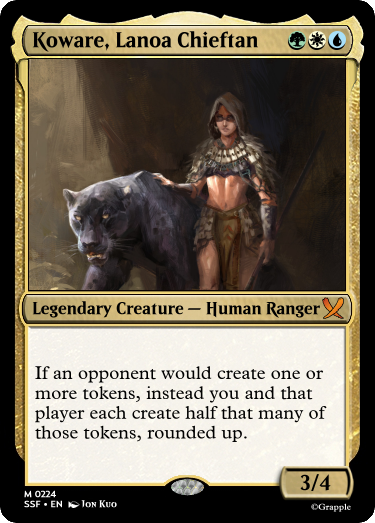 Koware, Lanoa Chieftan
Legendary Creature — Human Ranger
If an opponent would create one or
more tokens, instead you and that
player each create half that many of
those tokens, rounded up.
3/4
M 0224
SSF • EN Jon Kuo
©Grapple